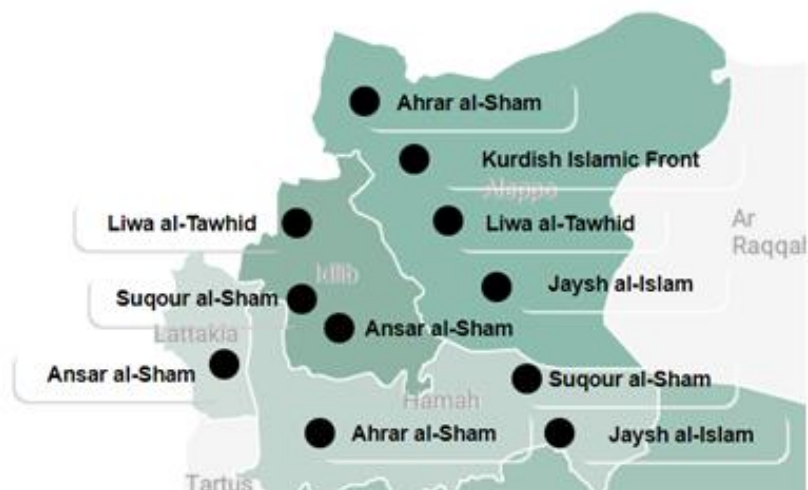 Ahrar al-Sham
Kurdish Islamic Front
Aleppo
Liwa al-Tawhid
Liwa al-Tawhid
Ar
Raqqal
Idlib
Jaysh al-Islam
Suqour al-Sham
Lattakia
Ansar al-Sham
Ansar al-Sham
Suqour al-Sham
Hamah
Ahrar al-Sham
Jaysh al-Islam
Tartus